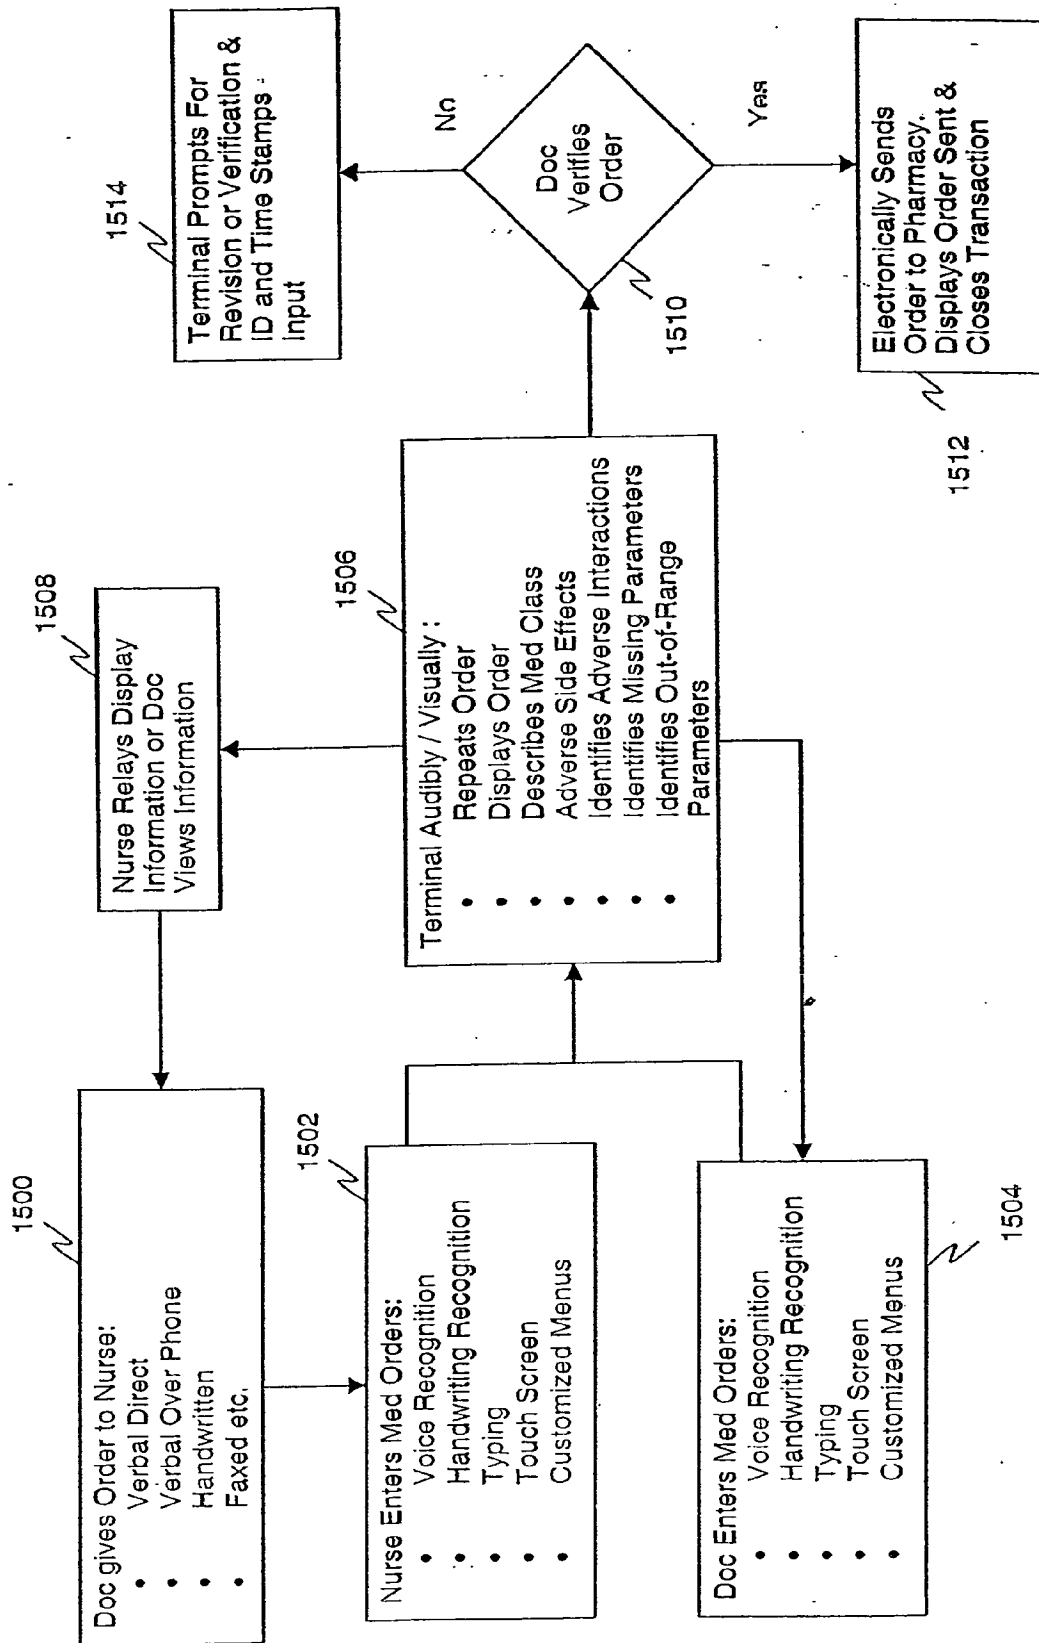 1500
Doc gives Order to Nurse:
• Verbal Direct
• Verbal Over Phone
• Handwritten
• Faxed etc.
1502
Nurse Enters Med Orders:
• Voice Recognition
• Handwriting Recognition
• Typing
• Touch Screen
• Customized Menus
Doc Enters Med Orders:
• Voice Recognition
• Handwriting Recognition
• Typing
• Touch Screen
• Customized Menus
1504
1508
Nurse Relays Display
Information or Doc
Views Information
1506
Terminal Audibly / Visually :
• Repeats Order
• Displays Order
• Describes Med Class
• Adverse Side Effects
• Identifies Adverse Interactions
• Identifies Missing Parameters
• Identifies Out-of-Range
Parameters
1514
Terminal Prompts For
Revision or Verification &
ID and Time Stamps
Input
No
Doc
Verifies
Order
1510
Yes
Electronically Sends
Order to Pharmacy.
Displays Order Sent &
Closes Transaction
1512